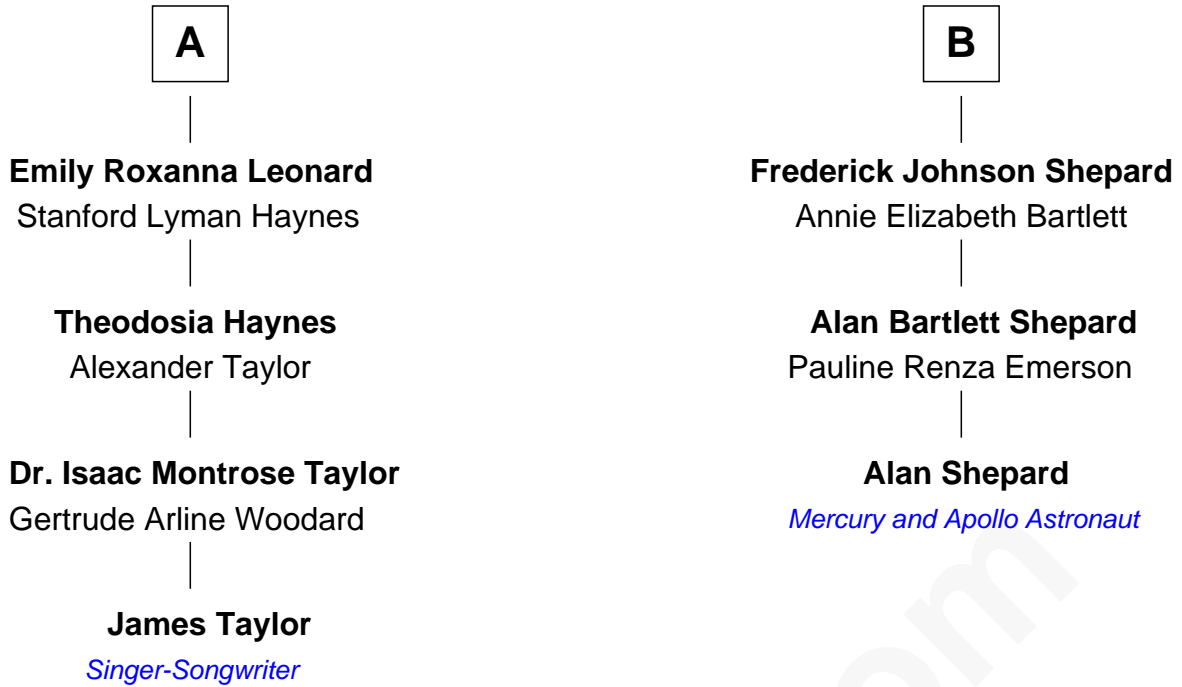 A
B
Emily Roxanna Leonard
Stanford Lyman Haynes
Frederick Johnson Shepard
Annie Elizabeth Bartlett
Theodosia Haynes
Alexander Taylor
Alan Bartlett Shepard
Pauline Renza Emerson
Dr. Isaac Montrose Taylor
Gertrude Arline Woodard
Alan Shepard
Mercury and Apollo Astronaut
James Taylor
Singer-Songwriter
om